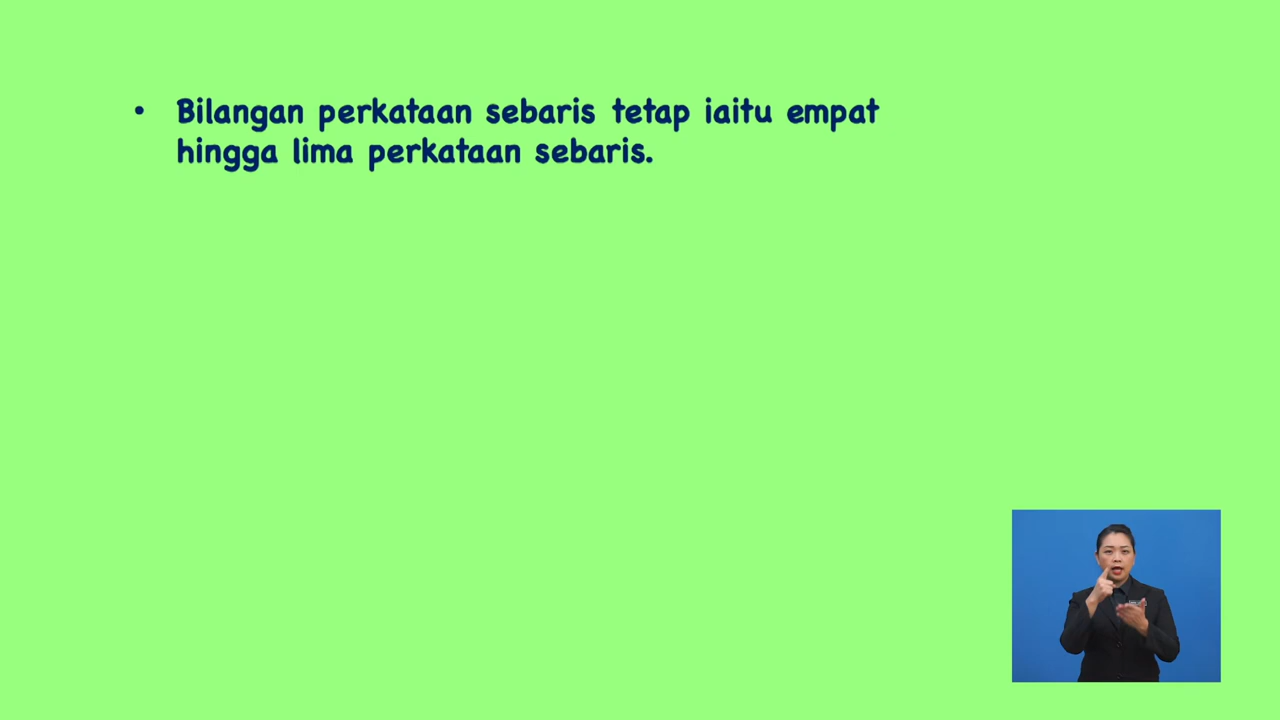 • Bilangan perkataan sebaris tetap iaitu empat
hingga lima perkataan sebaris.